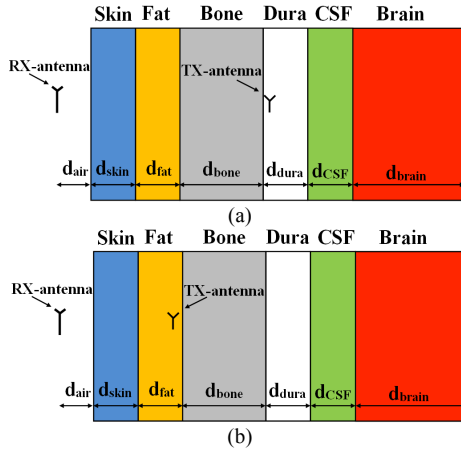 Skin Fat Bone Dura CSF Brain
RX-antenna TX-antenna
dair dskin dfat dbone ddura dCSF dbrain
(a)
Skin Fat Bone Dura CSF Brain
RX-antenna TX-antenna
dair dskin dfat dbone ddura dCSF dbrain
(b)